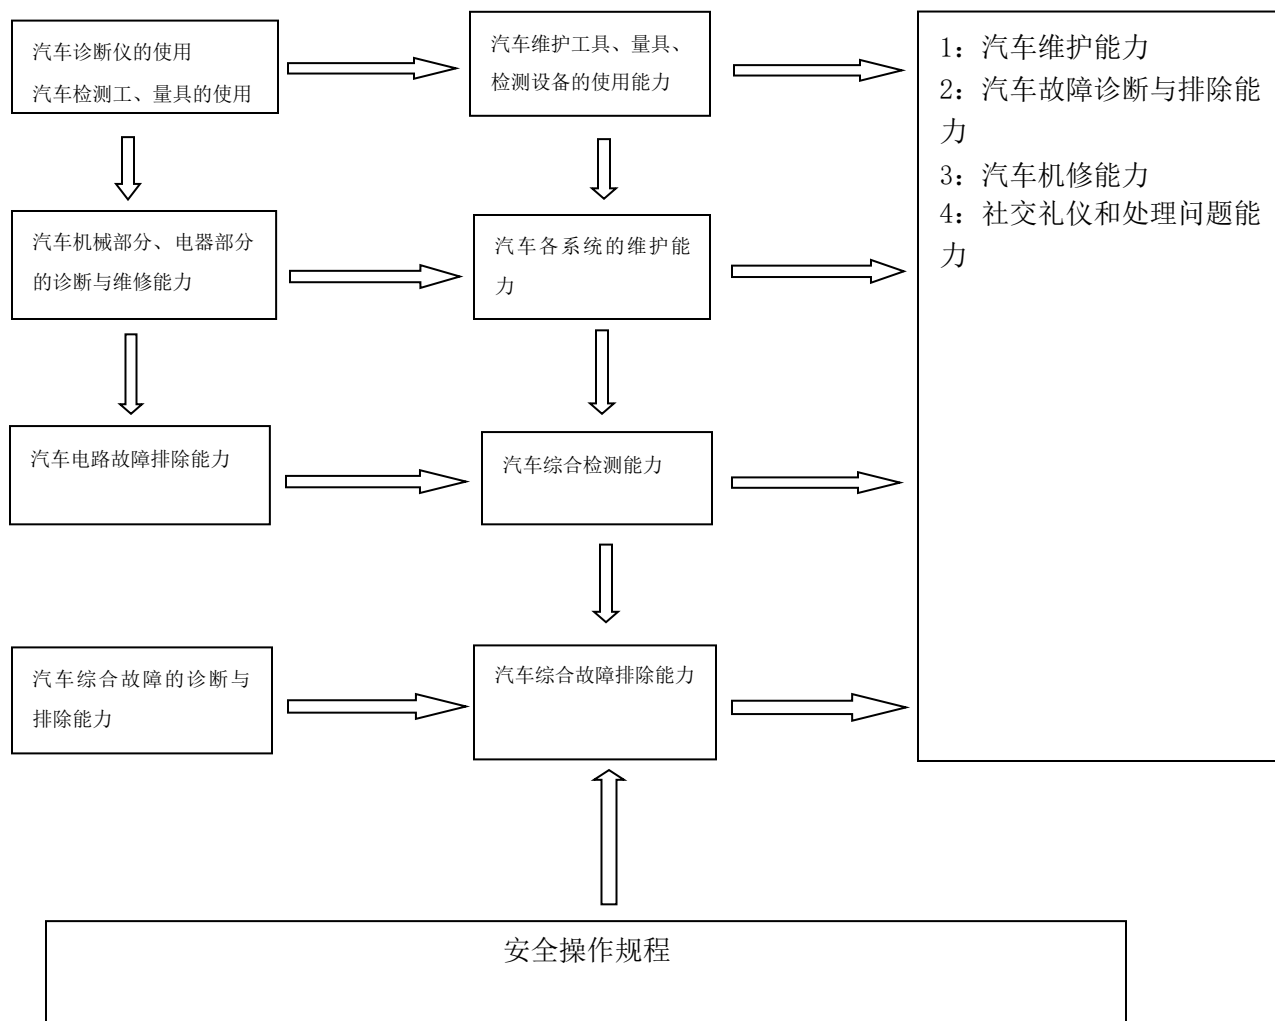 汽车诊断仪的使用
汽车检测工、量具的使用
汽车维护工具、量具、
检测设备的使用能力
1：汽车维护能力
2：汽车故障诊断与排除能
力
3：汽车机修能力
4：社交礼仪和处理问题能
力
汽车机械部分、电器部分
的诊断与维修能力
汽车各系统的维护能
力
汽车电路故障排除能力
汽车综合检测能力
汽车综合故障的诊断与
排除能力
汽车综合故障排除能力
安全操作规程